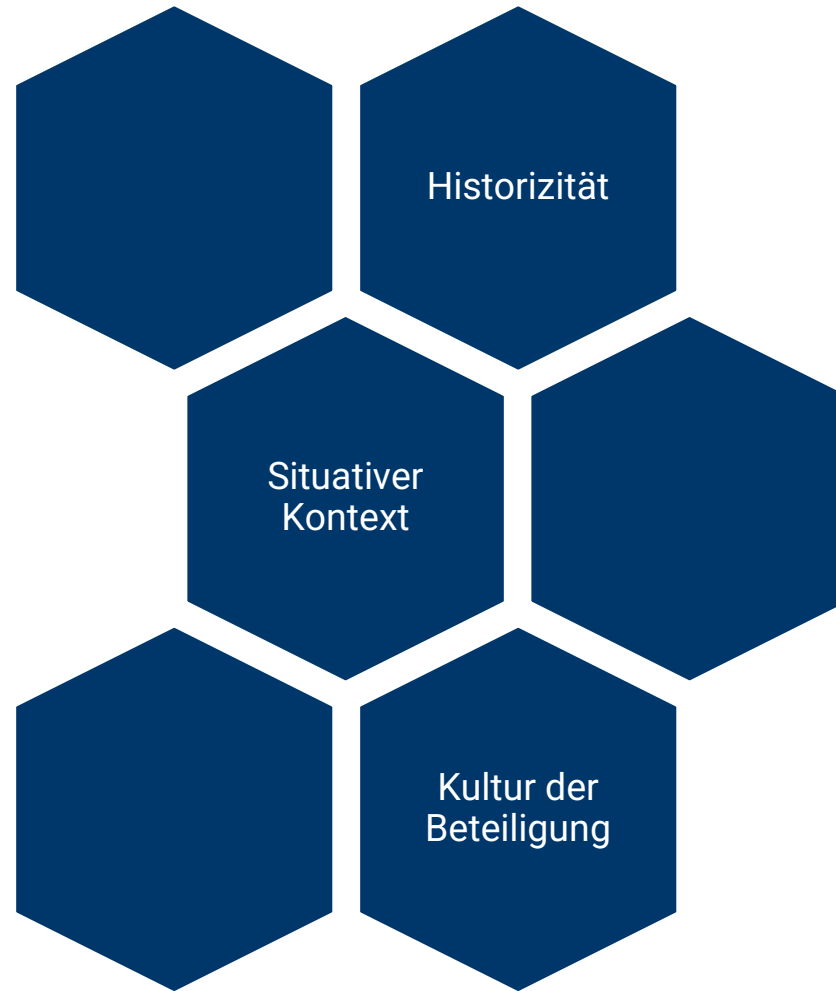 Historizität
Situativer
Kontext
Kultur der
Beteiligung